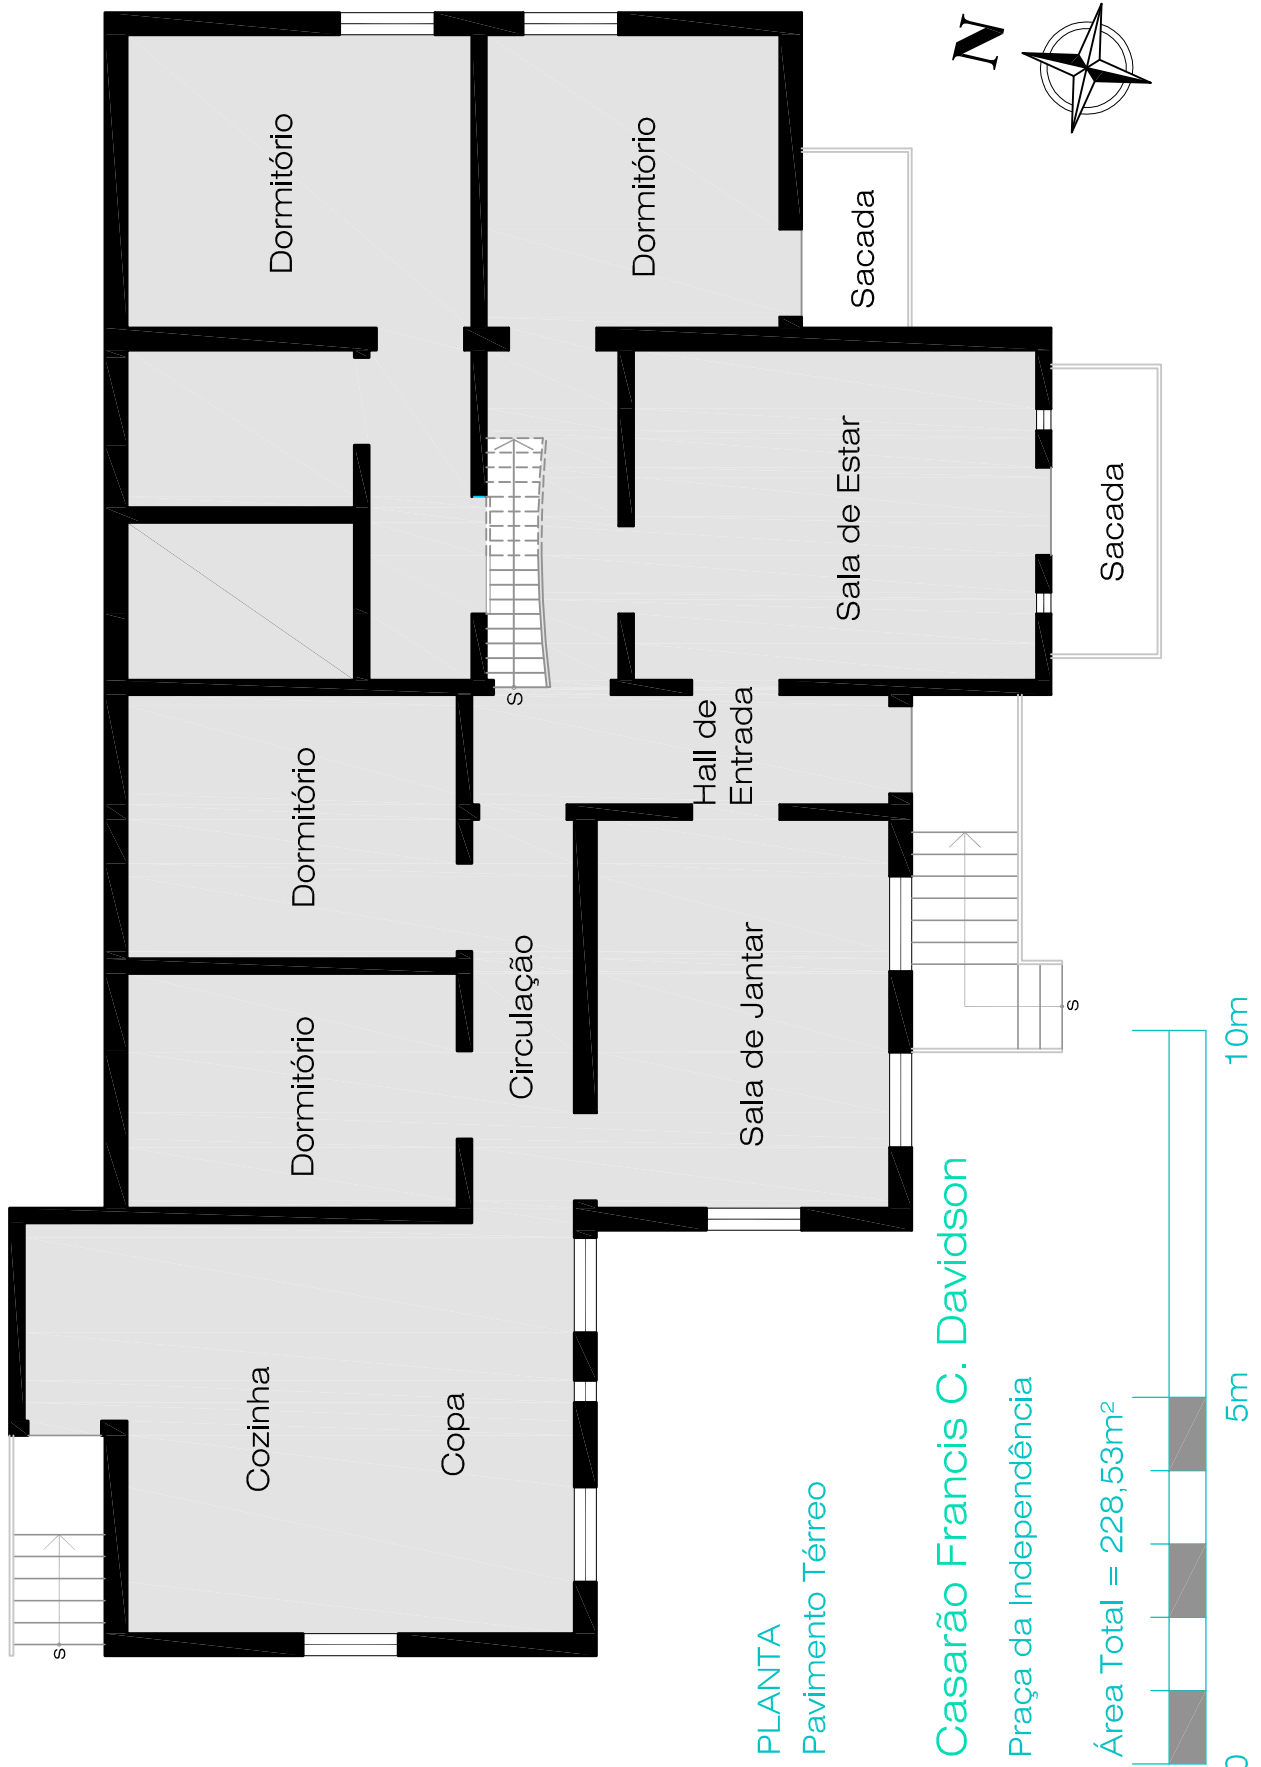 Dormitório
Dormitório
Sacada
N
Sala de Estar
Sacada
S
Hall de
Entrada
Dormitório
Dormitório
Circulação
Sala de Jantar
S
Cozinha
Copa
S
PLANTA
Pavimento Térreo
Casarão Francis C. Davidson
Praça da Independência
Área Total = 228,53m²
0
5m
10m